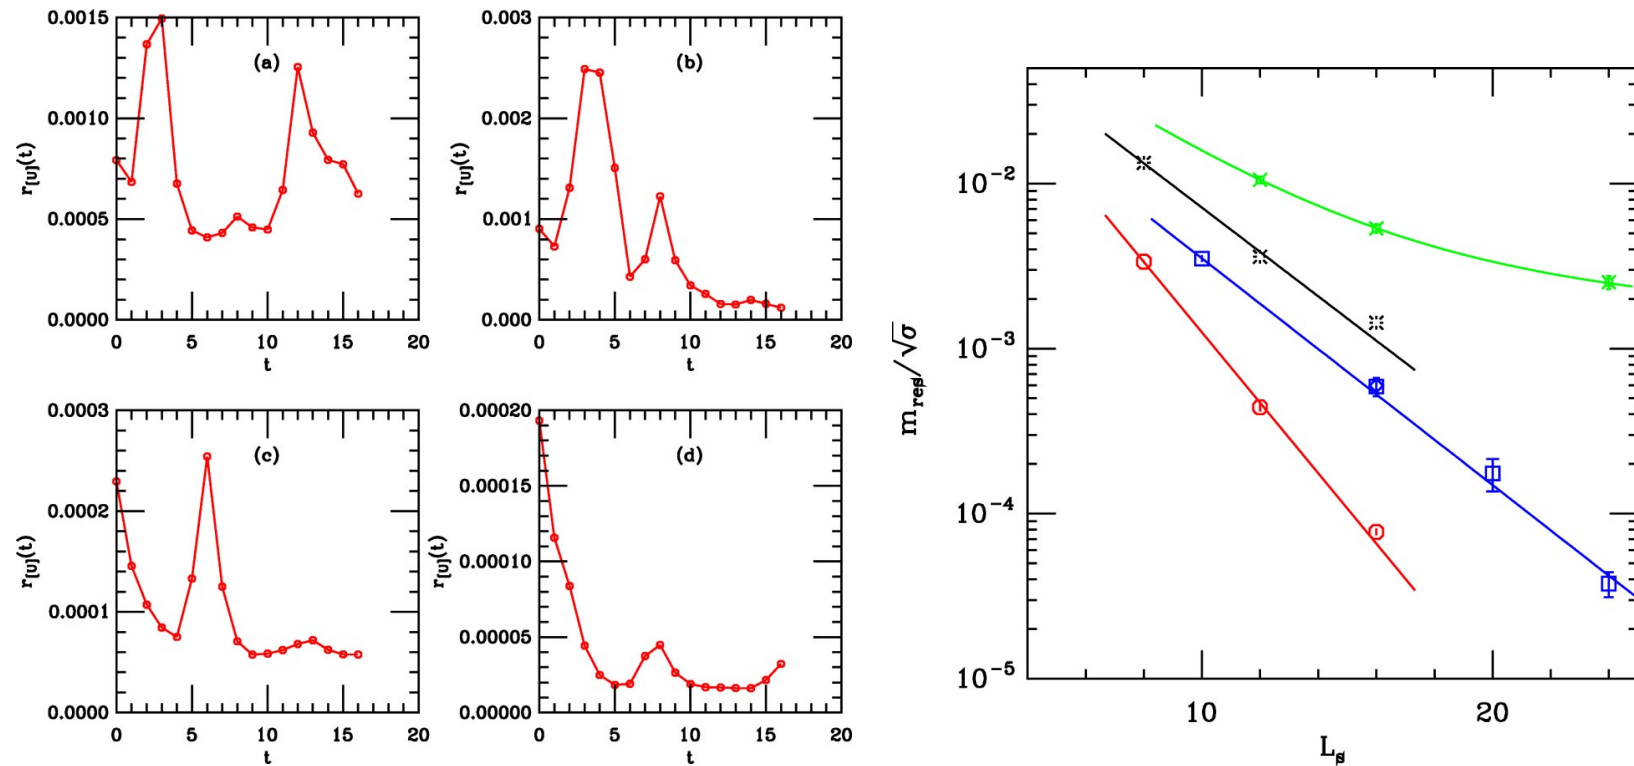 0.0015
0.0010
0.0005
0.0000
0 5 10 15 20
r[U](t)
t
(a)
0.003
0.002
0.001
0.000
0 5 10 15 20
r[U](t)
t
(b)
0.0003
0.0002
0.0001
0.0000
0 5 10 15 20
r[U](t)
t
(c)
0.00020
0.00015
0.00010
0.00005
0.00000
0 5 10 15 20
r[U](t)
t
(d)
10⁻²
10⁻³
10⁻⁴
10⁻⁵
10 20
m_res/√σ
L_s